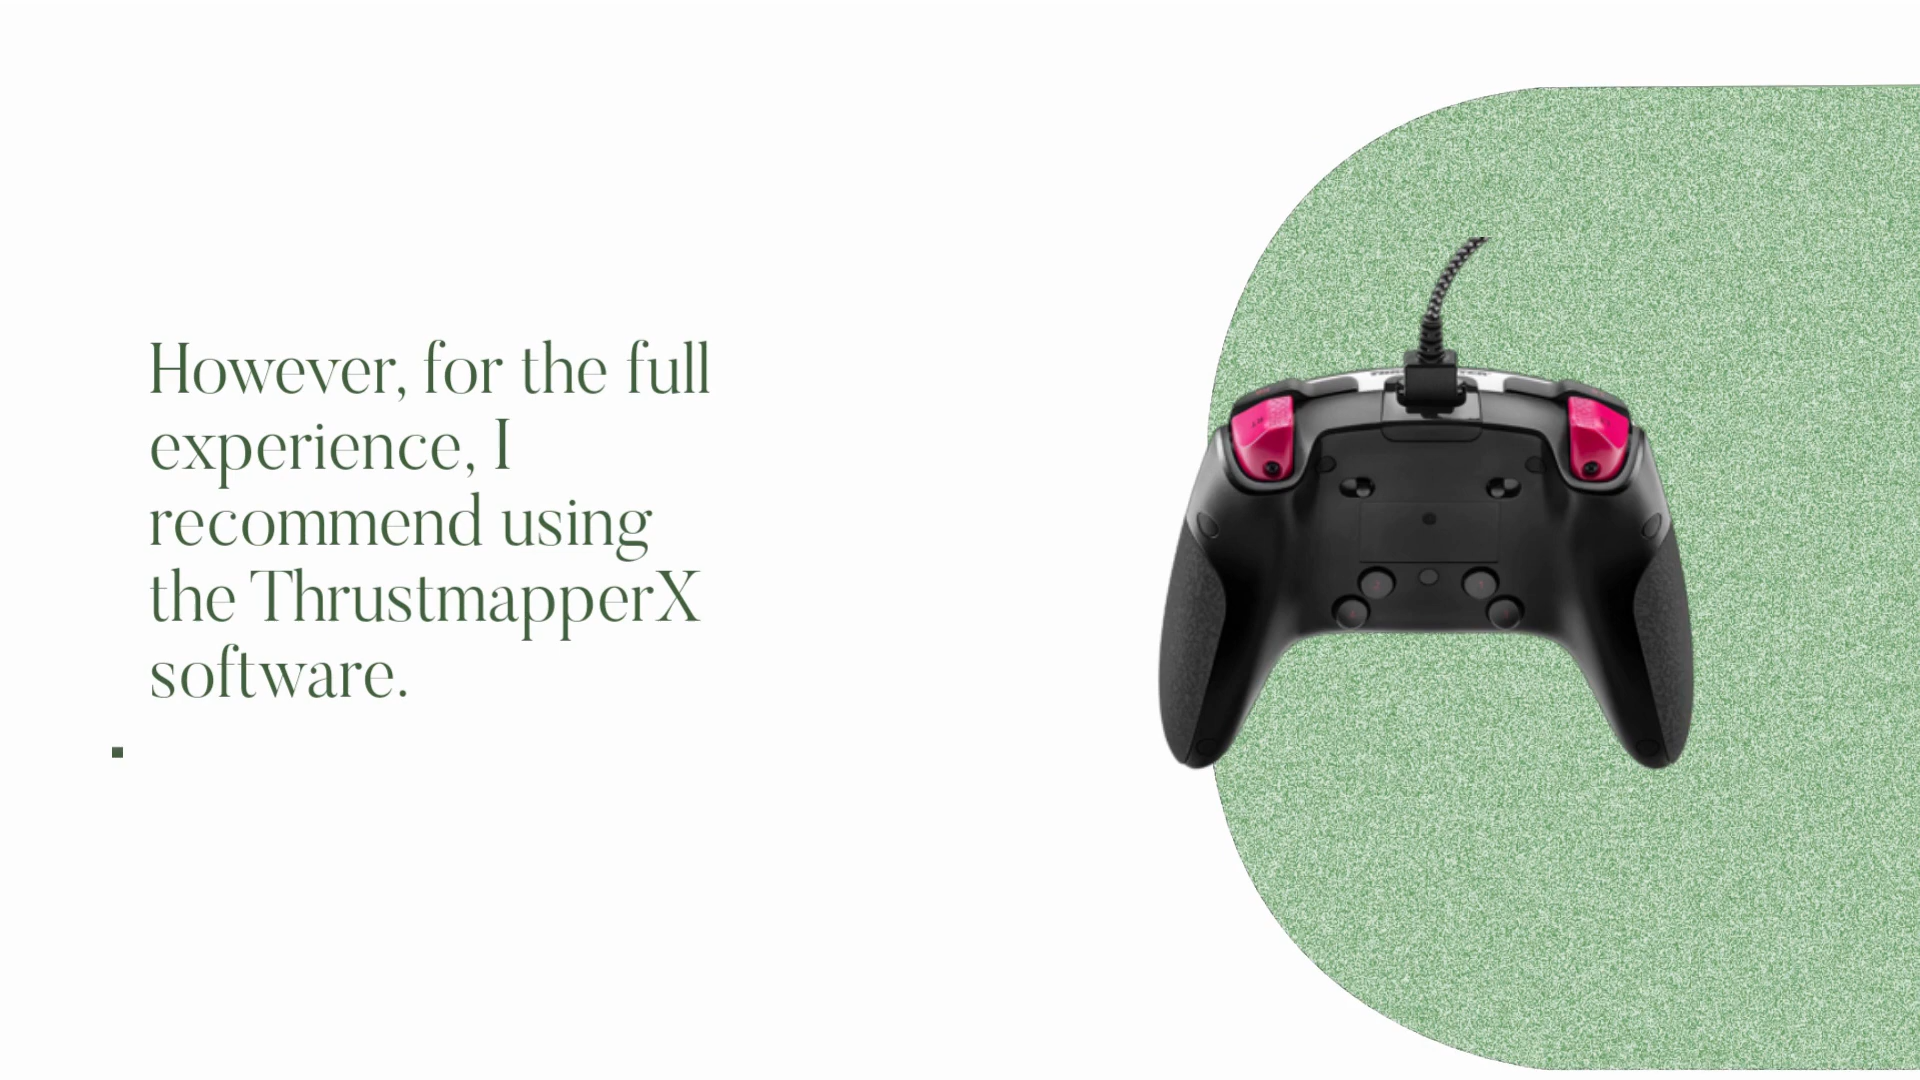 However, for the full
experience, I
recommend using
the ThrustmapperX
software.